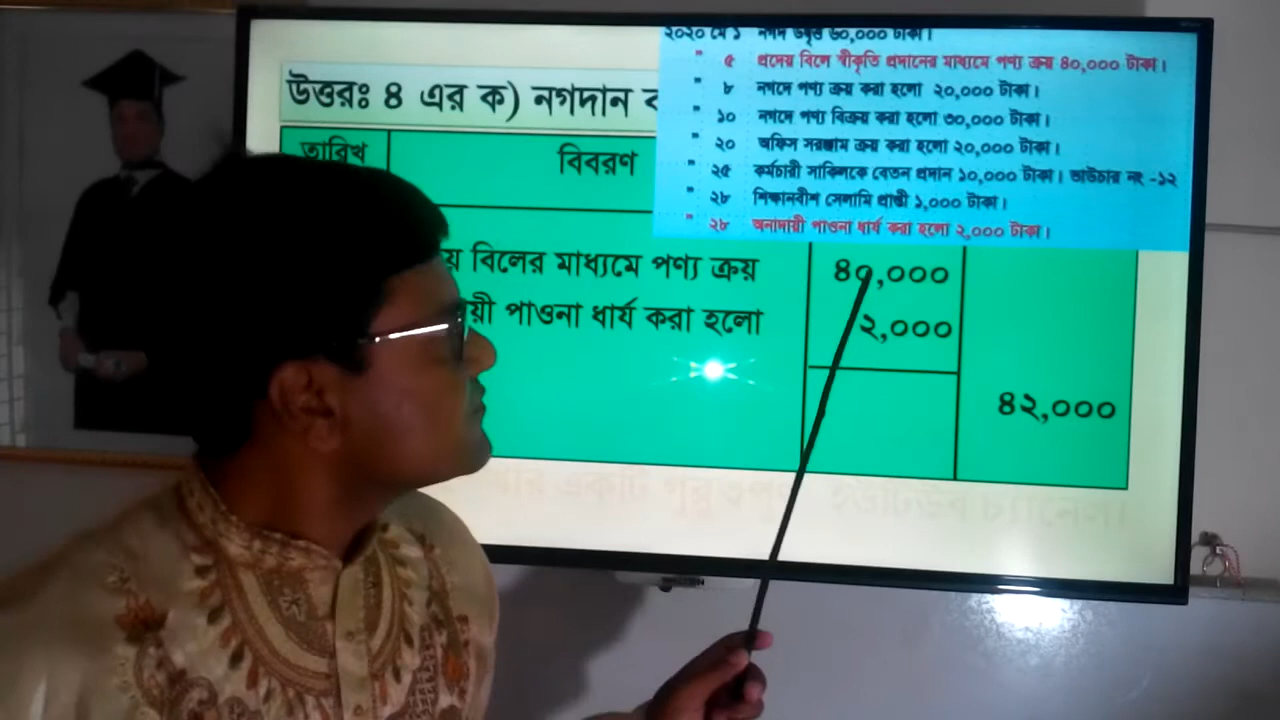 ২০২০ মে ১ নগদ উদ্বৃত্ত ৬০,০০০ টাকা।
" ৫ প্রদেয় বিলে স্বীকৃতি প্রদানের মাধ্যমে পণ্য ক্রয় ৪০,০০০ টাকা।
" ৮ নগদে পণ্য ক্রয় করা হলো ২০,০০০ টাকা।
" ১০ নগদে পণ্য বিক্রয় করা হলো ৩০,০০০ টাকা।
" ২০ অফিস সরঞ্জাম ক্রয় করা হলো ২০,০০০ টাকা।
" ২৫ কর্মচারী সাকিলকে বেতন প্রদান ১০,০০০ টাকা। ভাউচার নং -১২
" ২৮ শিক্ষানবীশ সেলামি প্রাপ্তী ১,০০০ টাকা।
" ২৮ অনাদায়ী পাওনা ধার্য করা হলো ২,০০০ টাকা।
উত্তরঃ ৪ এর ক) নগদান
তারিখ বিবরণ
বিলের মাধ্যমে পণ্য ক্রয় ৪০,০০০
পাওনা ধার্য করা হলো ২,০০০
৪২,০০০